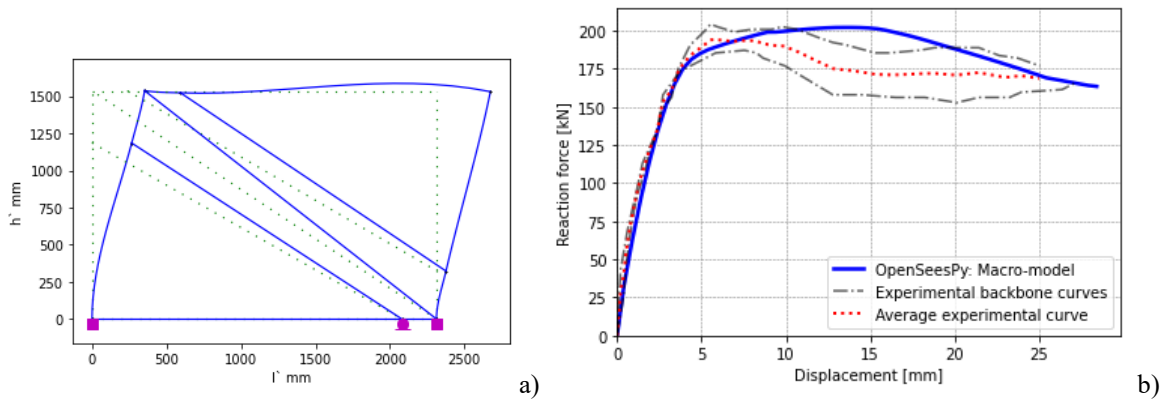 1500
1250
1000
750
500
250
0
h` mm
0 500 1000 1500 2000 2500
l` mm
a)
200
175
150
125
100
75
50
25
0
Reaction force [kN]
OpenSeesPy: Macro-model
Experimental backbone curves
Average experimental curve
0 5 10 15 20 25
Displacement [mm]
b)